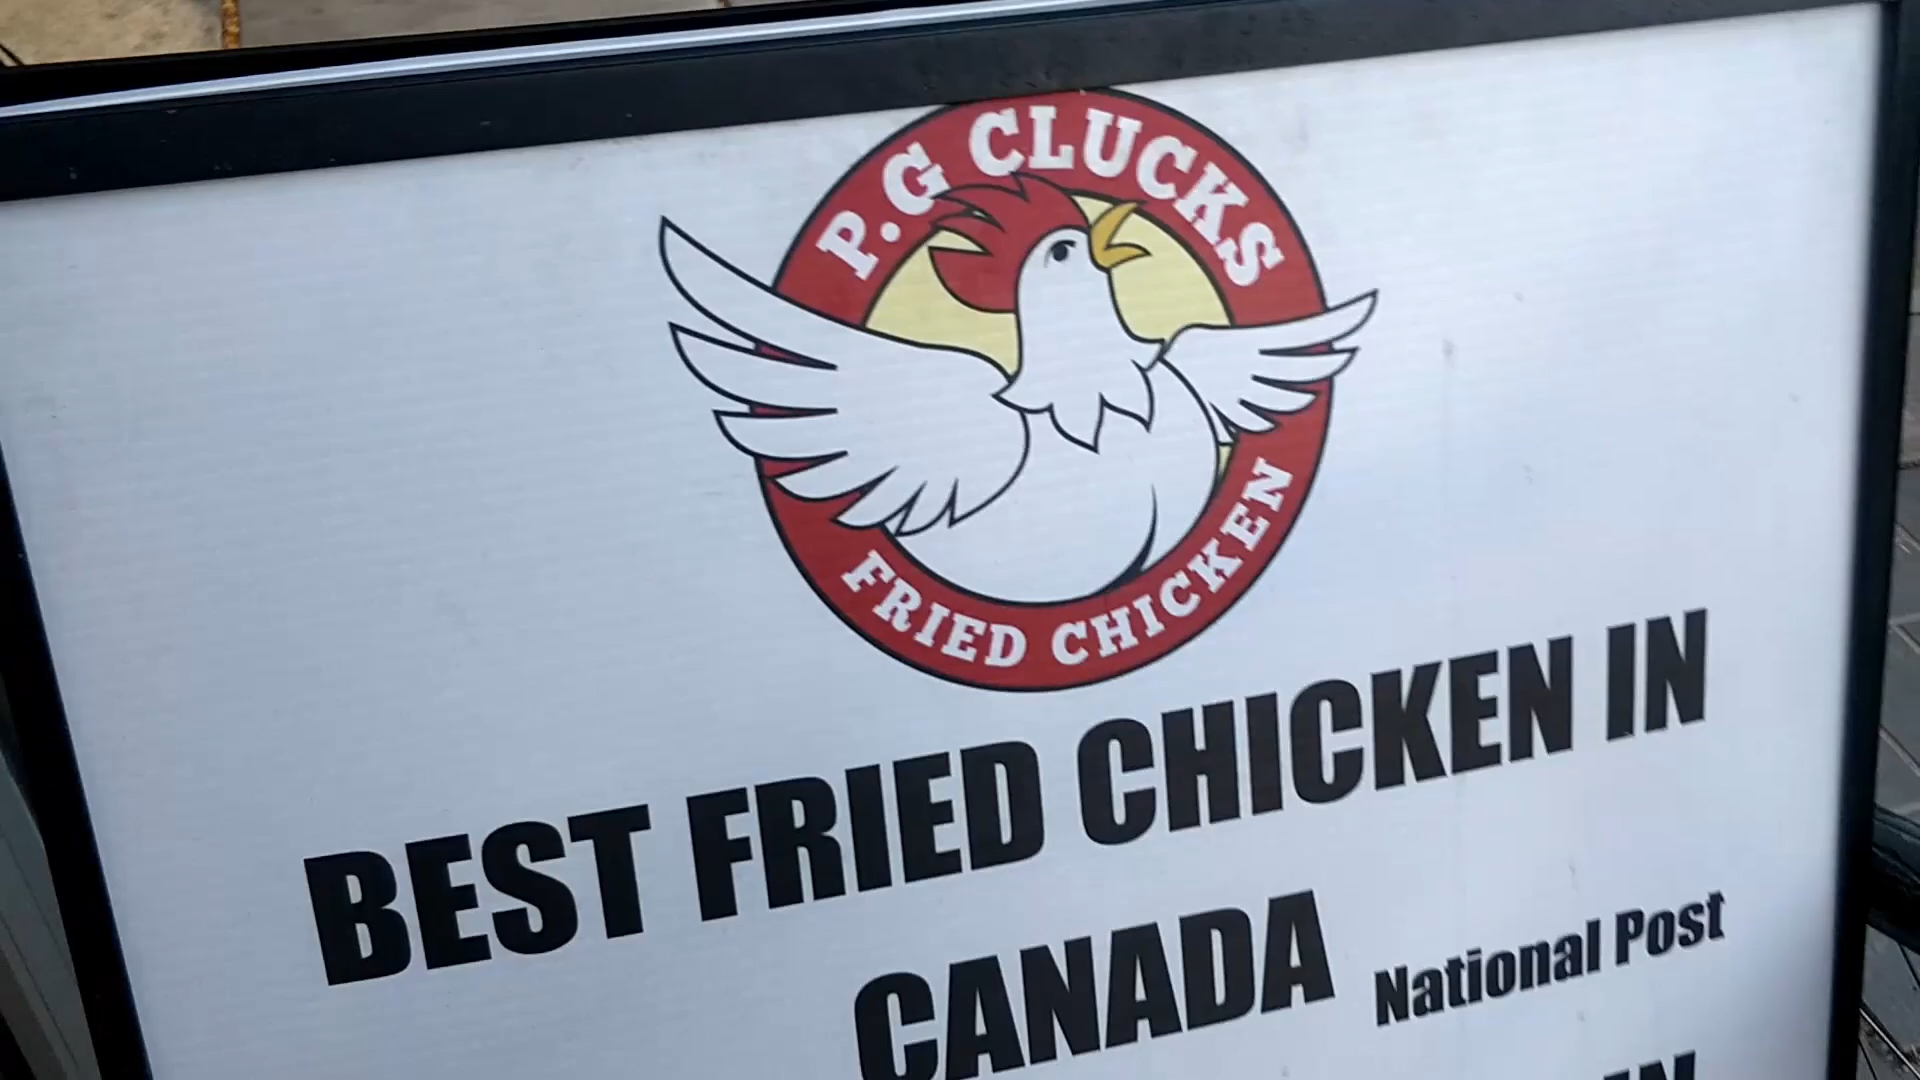 P.G CLUCKS
FRIED CHICKEN
BEST FRIED CHICKEN IN
CANADA National Post